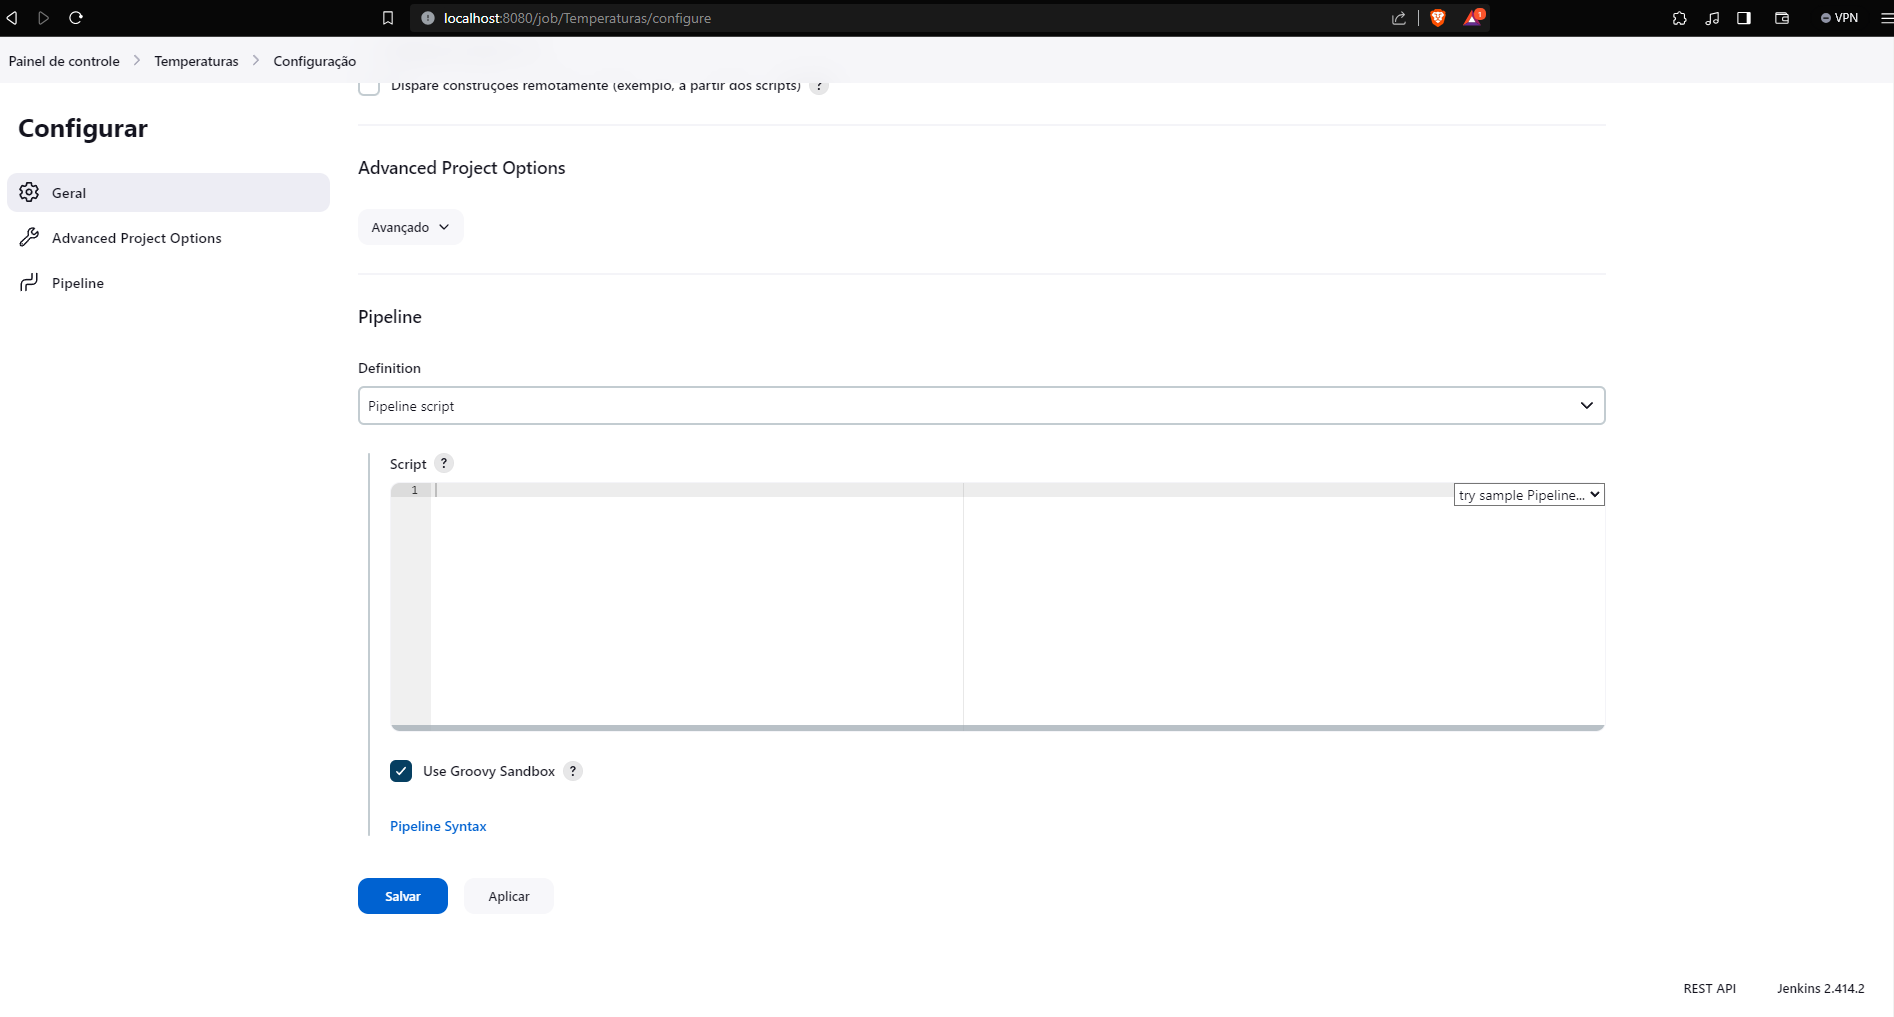 localhost:8080/job/Temperaturas/configure
1
VPN
Painel de controle > Temperaturas > Configuração
Dispare construções remotamente (exemplo, a partir dos scripts) ?
Configurar
Geral
Advanced Project Options
Pipeline
Advanced Project Options
Avançado
Pipeline
Definition
Pipeline script
Script ?
1
try sample Pipeline...
Use Groovy Sandbox ?
Pipeline Syntax
Salvar
Aplicar
REST API
Jenkins 2.414.2